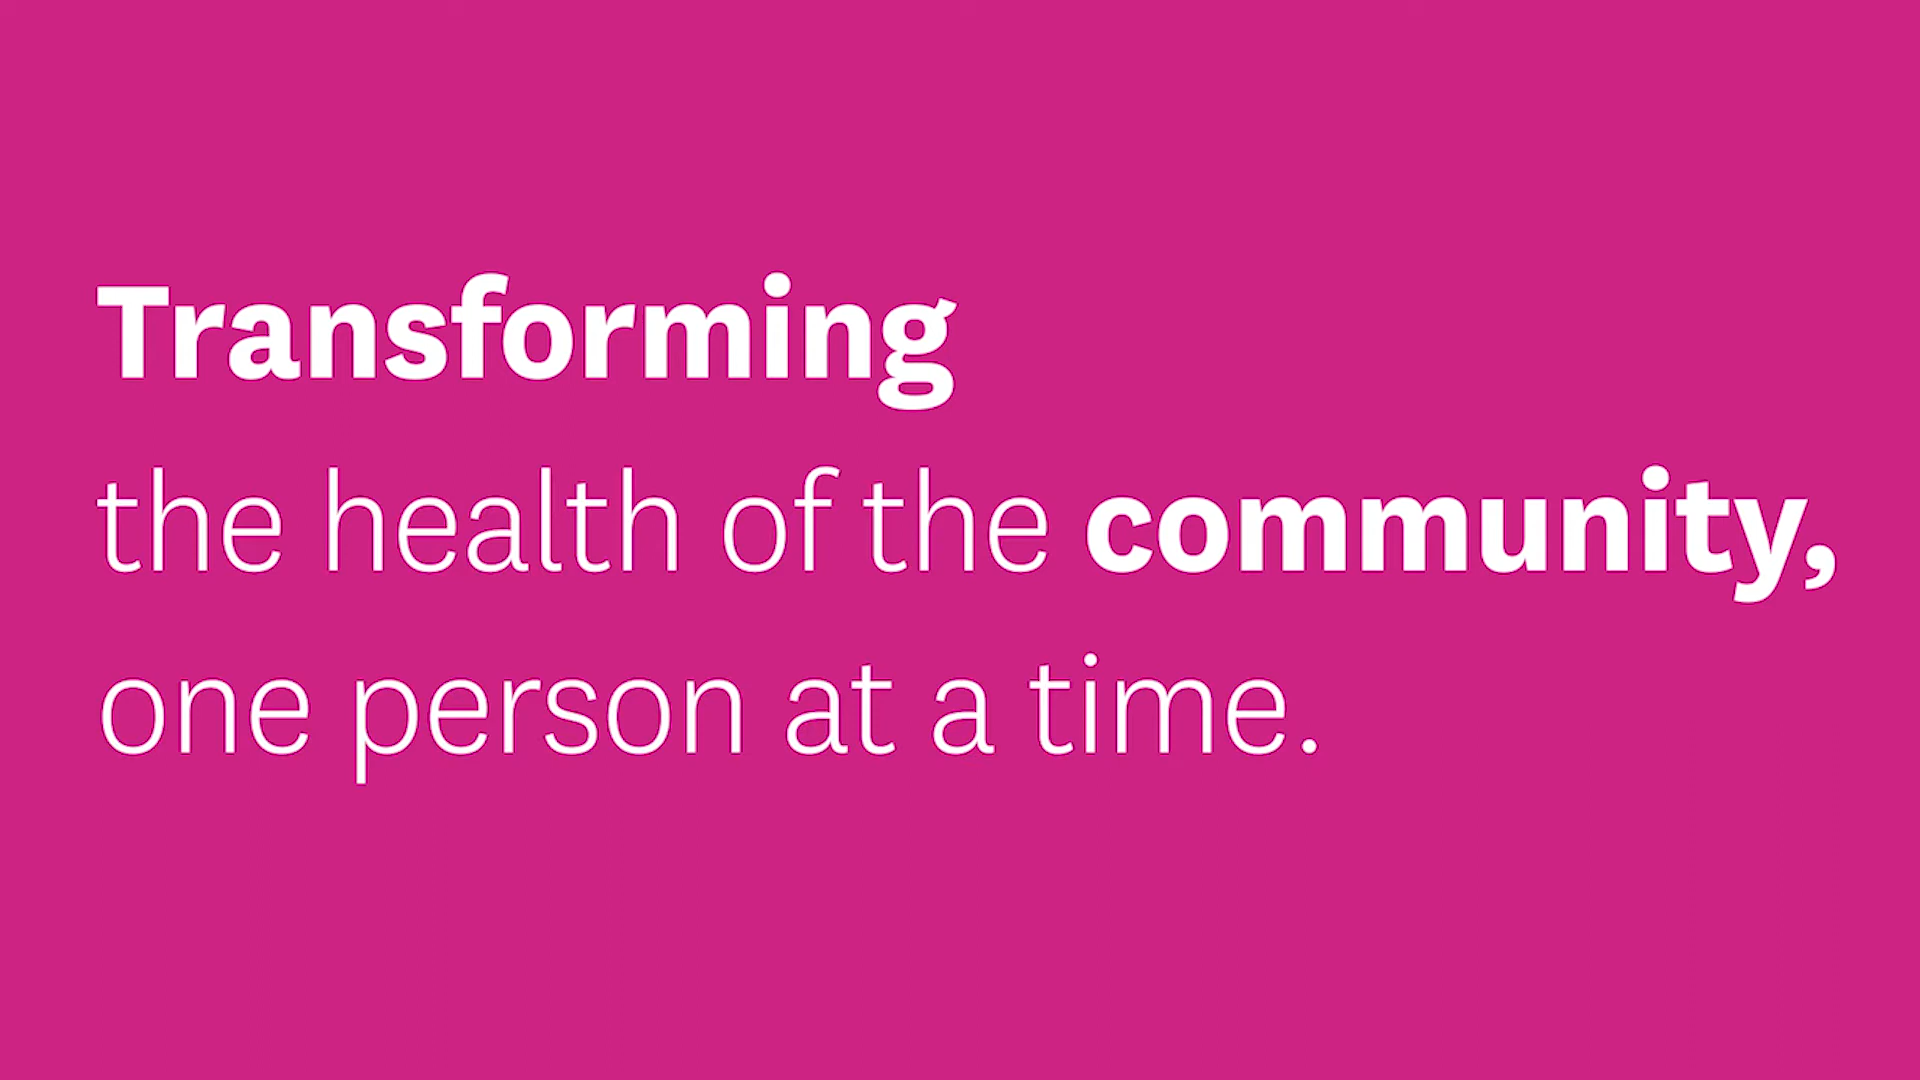 Transforming
the health of the community,
one person at a time.